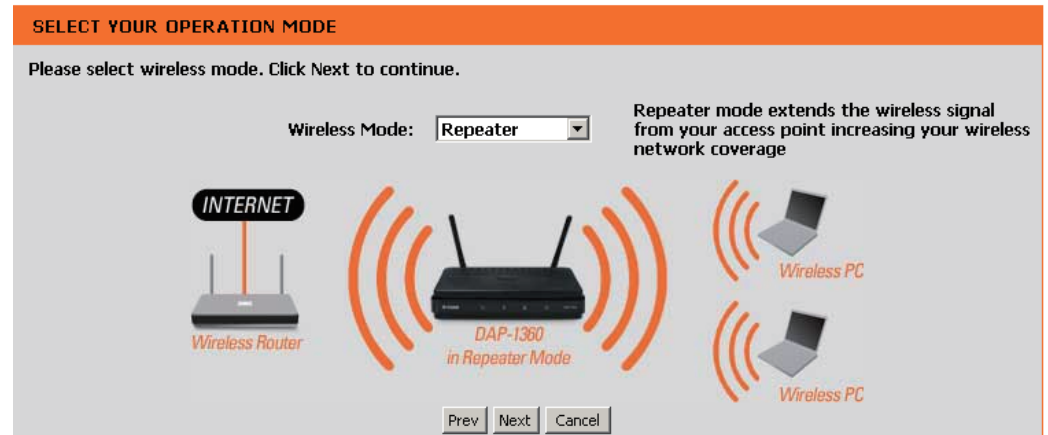 SELECT YOUR OPERATION MODE
Please select wireless mode. Click Next to continue.
Wireless Mode: Repeater
Repeater mode extends the wireless signal
from your access point increasing your wireless
network coverage
INTERNET
Wireless Router
DAP-1360
in Repeater Mode
Wireless PC
Wireless PC
Prev Next Cancel